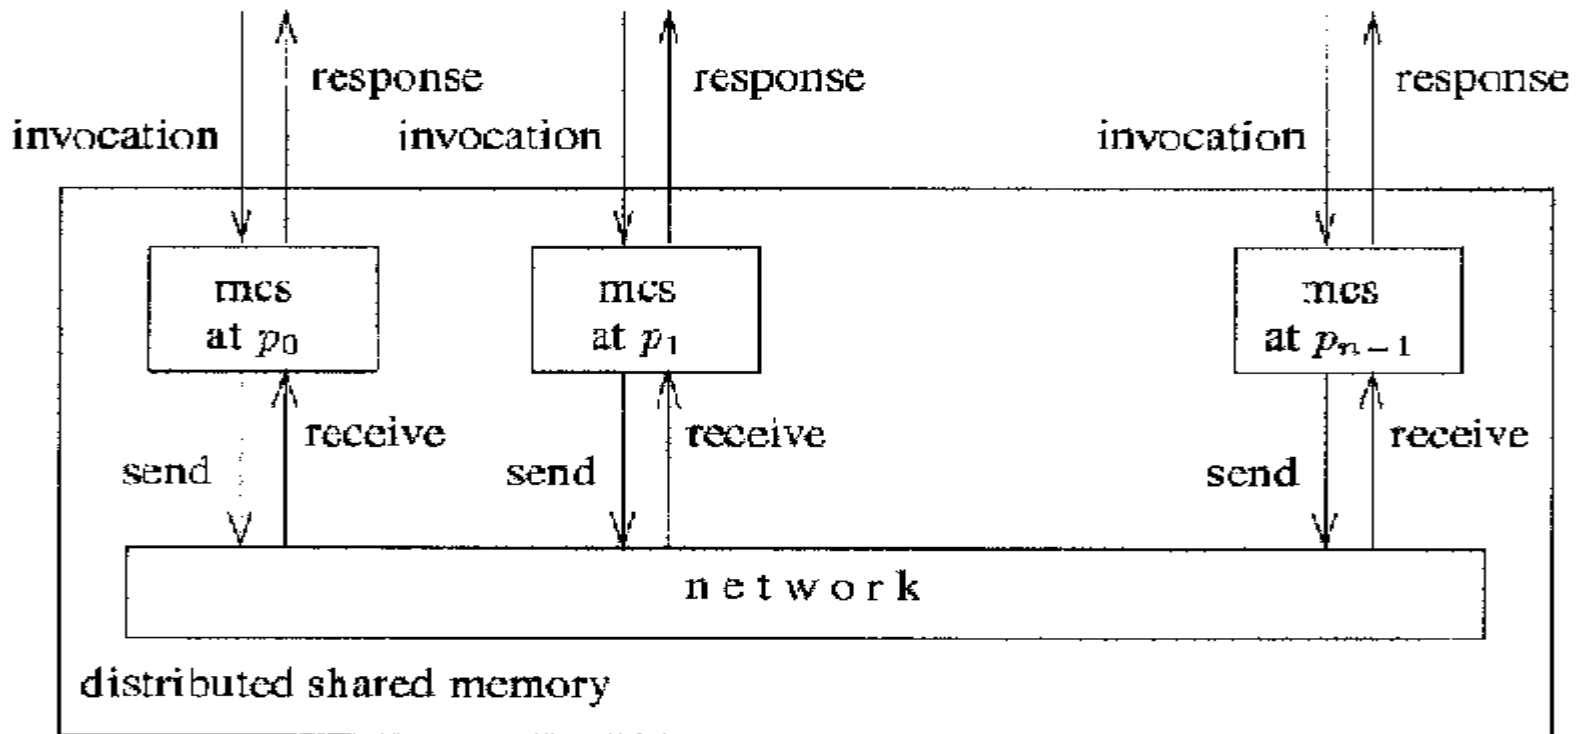 response response response
invocation invocation invocation
mcs mcs mcs
at p₀ at p₁ at pₙ₋₁
receive receive receive
send send send
network
distributed shared memory